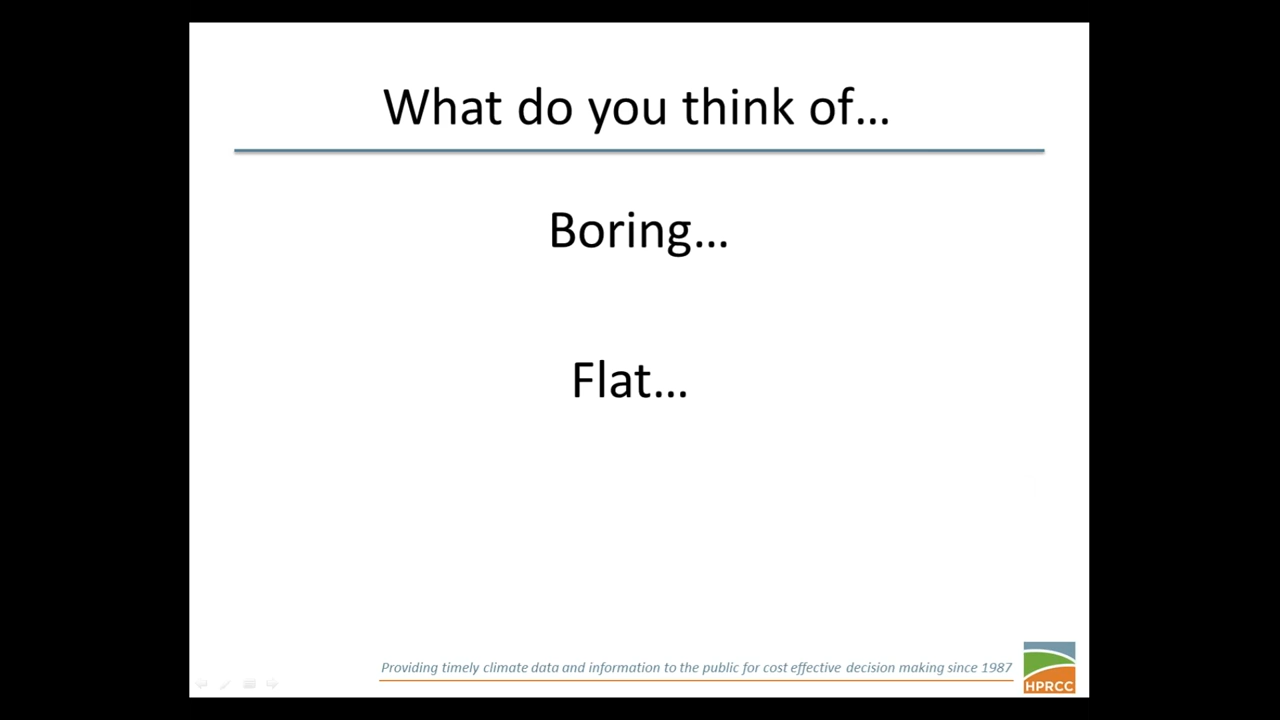 What do you think of...
Boring...
Flat...
Providing timely climate data and information to the public for cost effective decision making since 1987
HPRCC